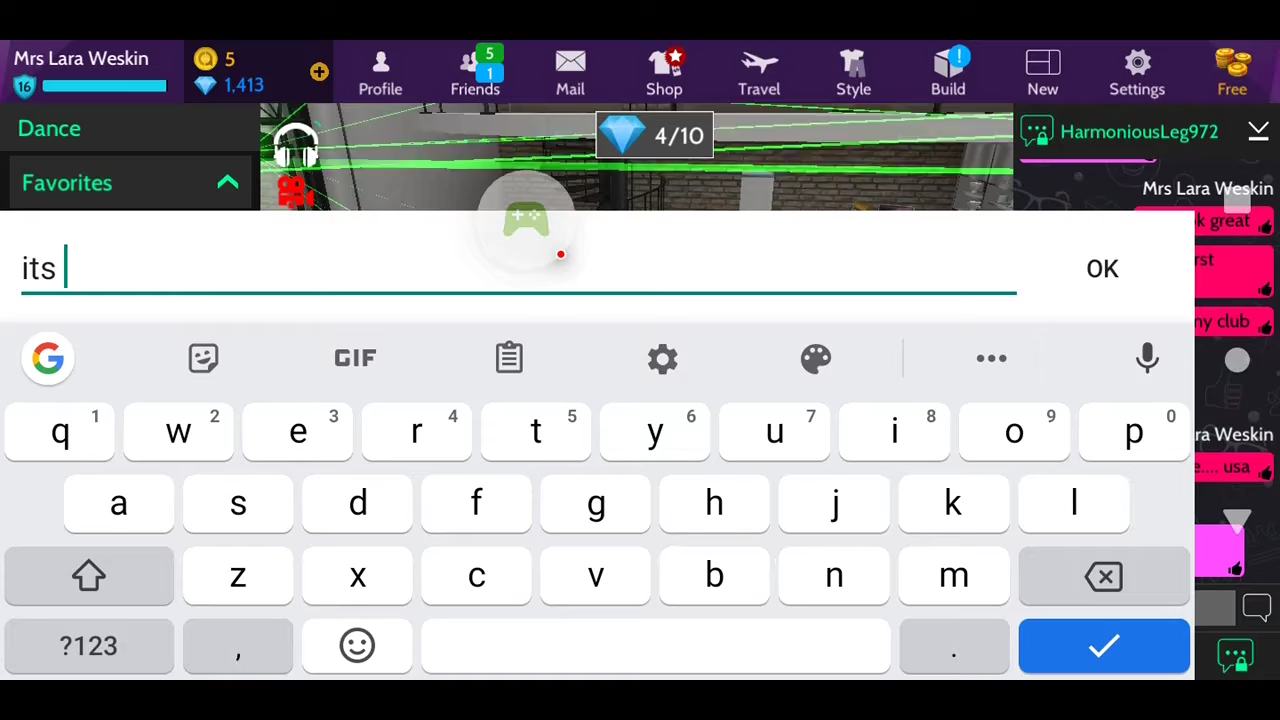 Mrs Lara Weskin
16
5
1,413
5
1
!
Profile
Friends
Mail
Shop
Travel
Style
Build
New
Settings
Free
Dance
Favorites
4/10
HarmoniousLeg972
Mrs Lara Weskin
k great
rst
my club
ra Weskin
e.... usa
its
OK
GIF
q 1 w 2 e 3 r 4 t 5 y 6 u 7 i 8 o 9 p 0
a s d f g h j k l
z x c v b n m
?123 , .